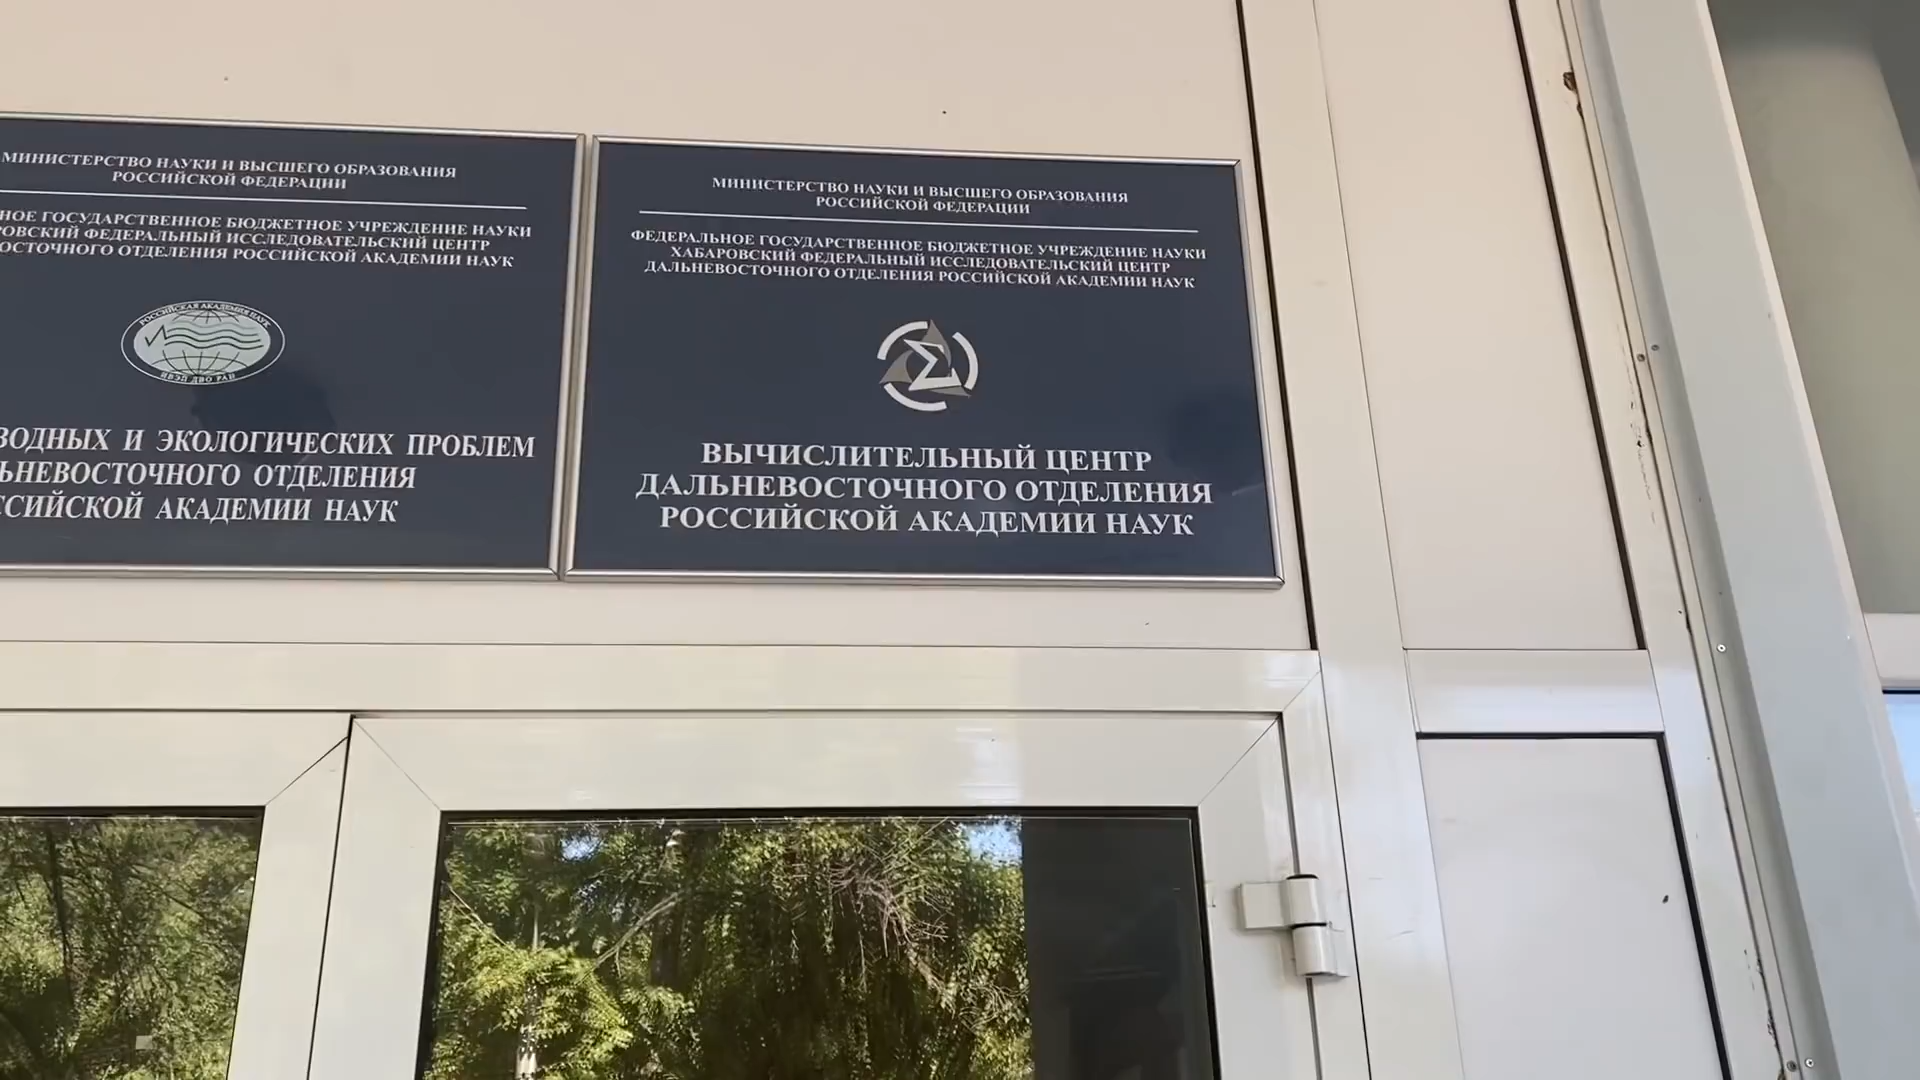 МИНИСТЕРСТВО НАУКИ И ВЫСШЕГО ОБРАЗОВАНИЯ
РОССИЙСКОЙ ФЕДЕРАЦИИ
НОЕ ГОСУДАРСТВЕННОЕ БЮДЖЕТНОЕ УЧРЕЖДЕНИЕ НАУКИ
РОВСКИЙ ФЕДЕРАЛЬНЫЙ ИССЛЕДОВАТЕЛЬСКИЙ ЦЕНТР
ОСТОЧНОГО ОТДЕЛЕНИЯ РОССИЙСКОЙ АКАДЕМИИ НАУК
РОССИЙСКАЯ АКАДЕМИЯ НАУК
ИВЭП ДВО РАН
ВОДНЫХ И ЭКОЛОГИЧЕСКИХ ПРОБЛЕМ
ЬНЕВОСТОЧНОГО ОТДЕЛЕНИЯ
ССИЙСКОЙ АКАДЕМИИ НАУК
МИНИСТЕРСТВО НАУКИ И ВЫСШЕГО ОБРАЗОВАНИЯ
РОССИЙСКОЙ ФЕДЕРАЦИИ
ФЕДЕРАЛЬНОЕ ГОСУДАРСТВЕННОЕ БЮДЖЕТНОЕ УЧРЕЖДЕНИЕ НАУКИ
ХАБАРОВСКИЙ ФЕДЕРАЛЬНЫЙ ИССЛЕДОВАТЕЛЬСКИЙ ЦЕНТР
ДАЛЬНЕВОСТОЧНОГО ОТДЕЛЕНИЯ РОССИЙСКОЙ АКАДЕМИИ НАУК
Σ
ВЫЧИСЛИТЕЛЬНЫЙ ЦЕНТР
ДАЛЬНЕВОСТОЧНОГО ОТДЕЛЕНИЯ
РОССИЙСКОЙ АКАДЕМИИ НАУК